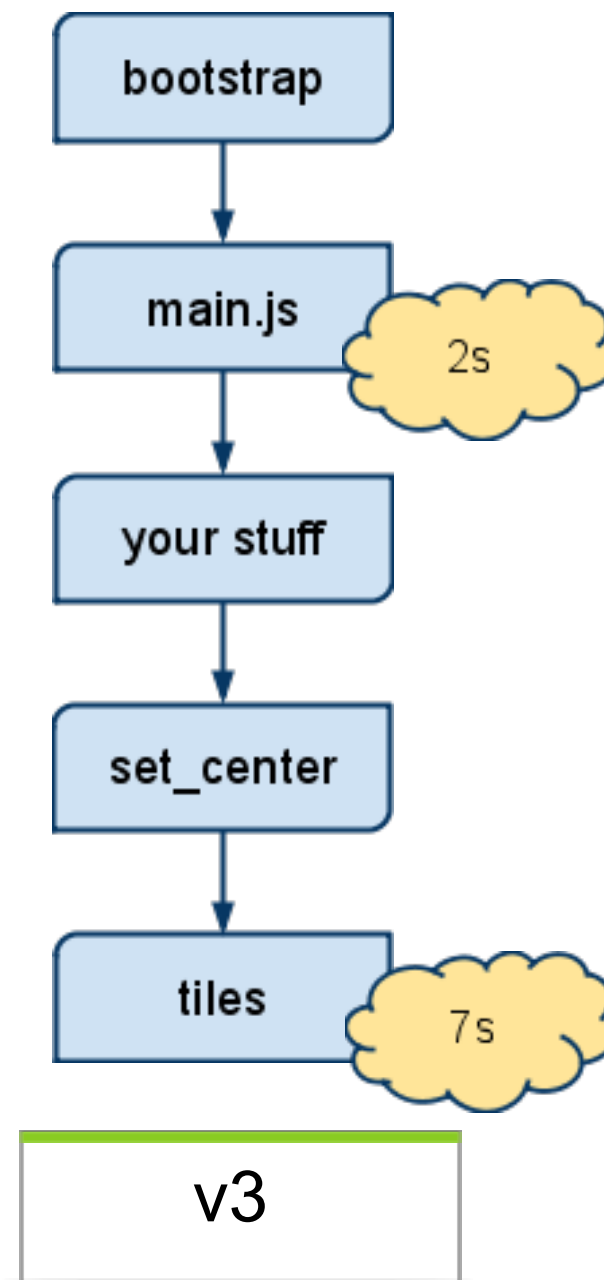 bootstrap
main.js
2s
your stuff
set_center
tiles
7s
v3